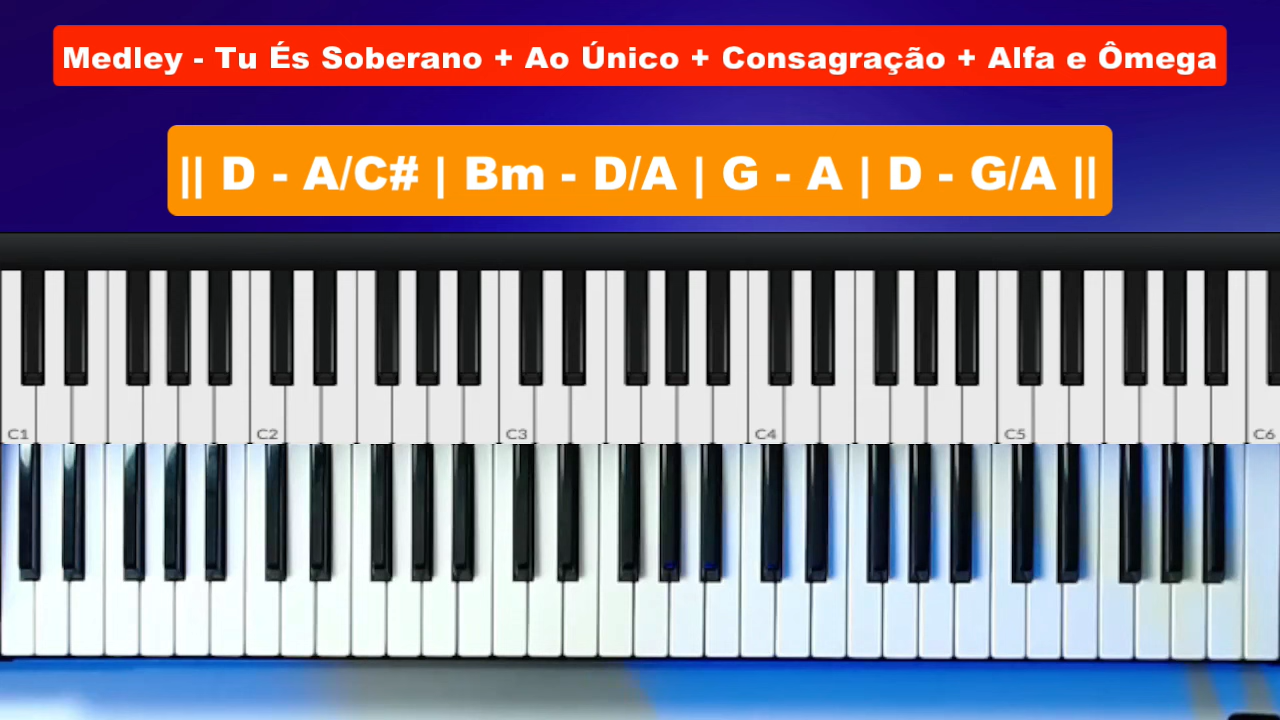 Medley - Tu És Soberano + Ao Único + Consagração + Alfa e Ômega
|| D - A/C# | Bm - D/A | G - A | D - G/A ||
C1 C2 C3 C4 C5 C6